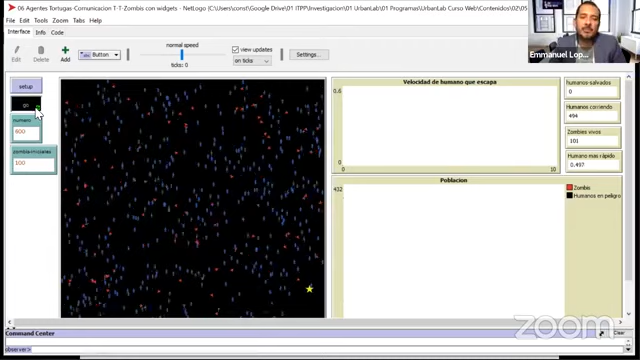 06 Agentes Tortugas-Comunicacion T-T-Zombis con widgets - NetLogo {C:\Users\const\Google Drive\01 ITPP\Investigacion\01 UrbanLab\01 Programas\UrbanLab Curso Web\Contenidos\02\05
File Edit Tools Zoom Tabs Help
Interface Info Code
Edit Delete Add
Button
normal speed
ticks: 0
view updates
on ticks
Settings...
Emmanuel Lop...
setup
go
numero
600
zombis-iniciales
100
Velocidad de humano que escapa
0.6
0
0
10
Poblacion
432
Zombis
Humanos en peligro
humanos-salvados
0
Humanos corriendo
494
Zombies vivos
101
Humano mas rápido
0.497
zoom
Command Center
Clear
observer>